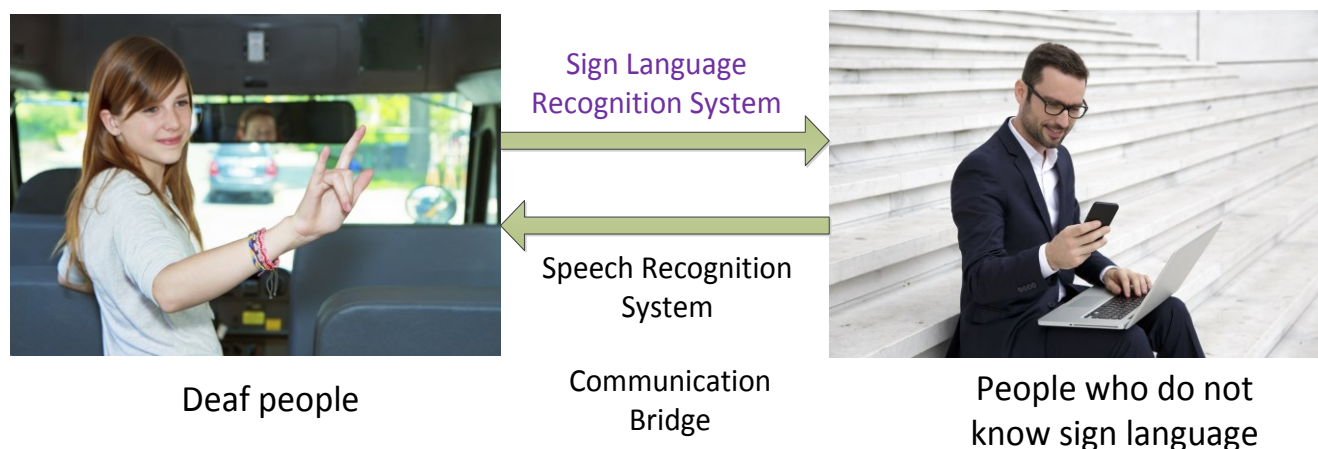 Sign Language
Recognition System
Speech Recognition
System
Communication
Bridge
Deaf people
People who do not
know sign language